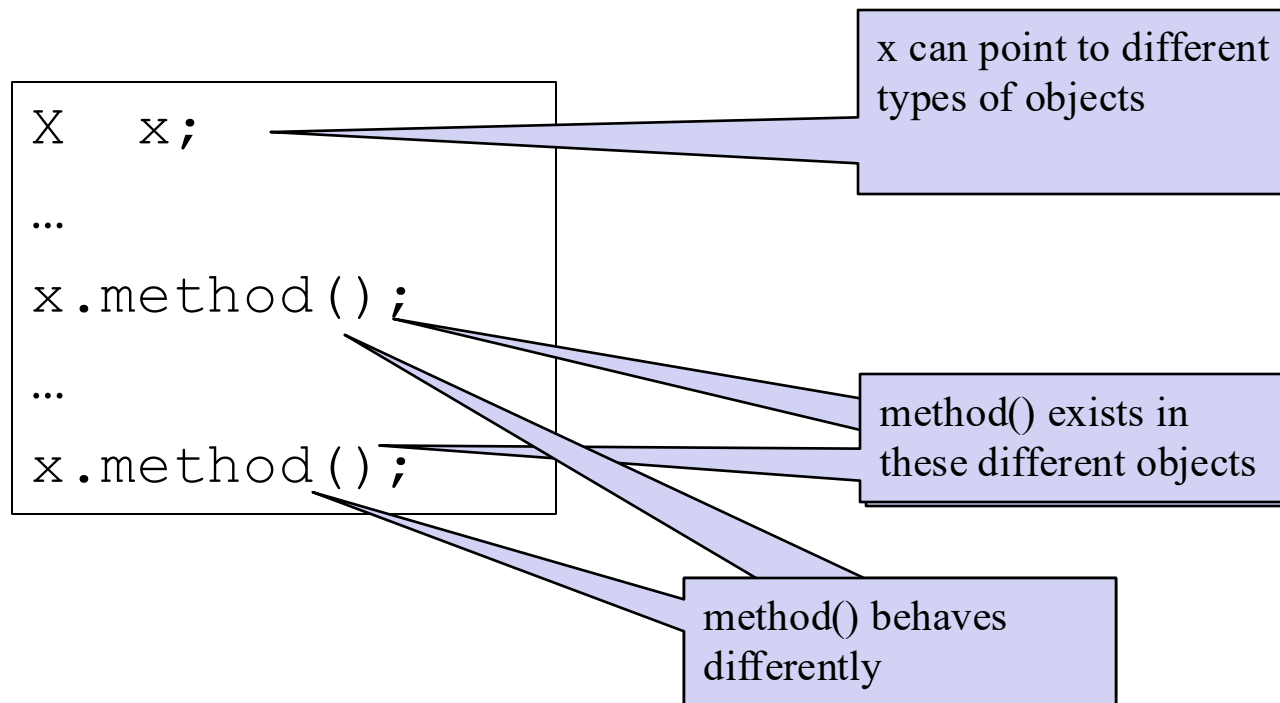 X  x;
…
x.method();
…
x.method();
x can point to different
types of objects
method() exists in
these different objects
method() behaves
differently